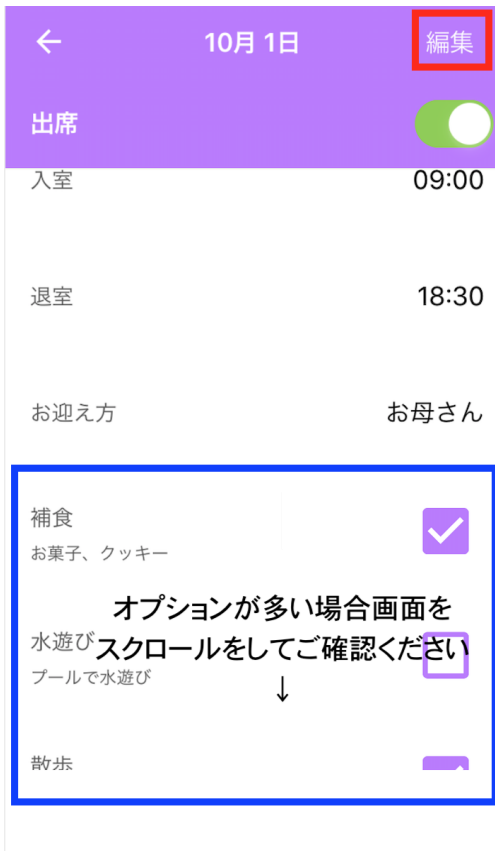 10月 1日 編集
出席
入室 09:00
退室 18:30
お迎え方 お母さん
補食
お菓子、クッキー
オプションが多い場合画面を
水遊び
スクロールをしてご確認ください
プールで水遊び
↓
散歩